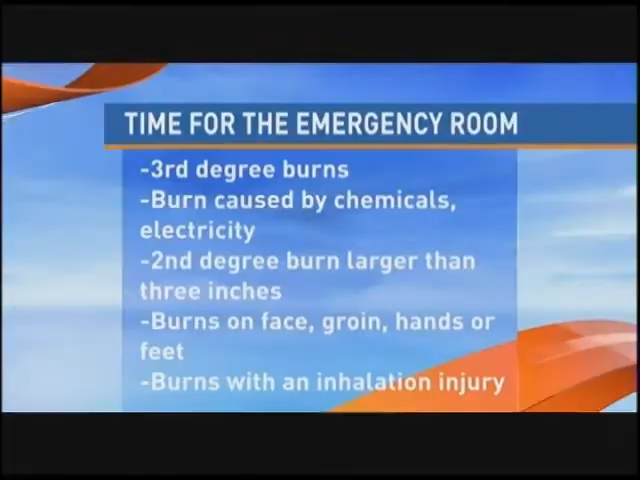 TIME FOR THE EMERGENCY ROOM
-3rd degree burns
-Burn caused by chemicals,
electricity
-2nd degree burn larger than
three inches
-Burns on face, groin, hands or
feet
-Burns with an inhalation injury